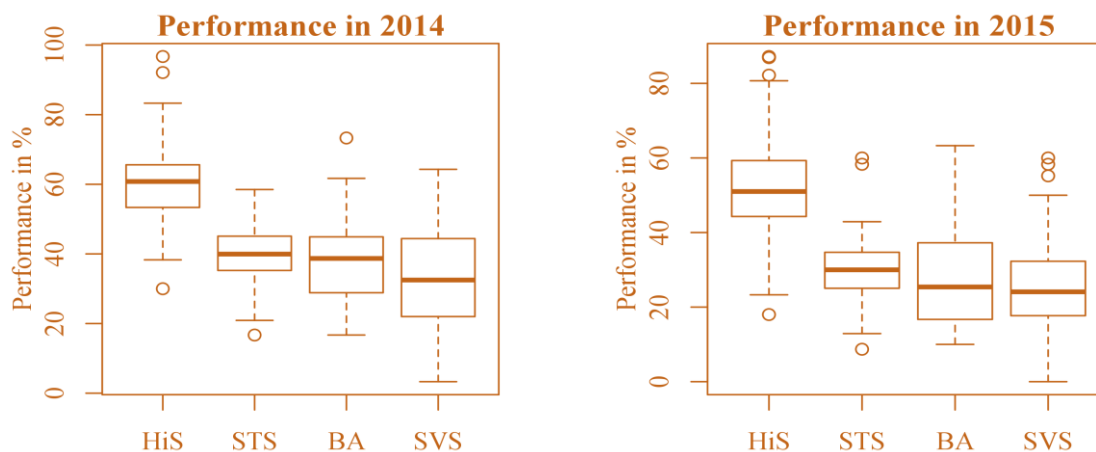 Performance in 2014
Performance in %
100
80
60
40
20
0
HiS STS BA SVS
Performance in 2015
Performance in %
80
60
40
20
0
HiS STS BA SVS